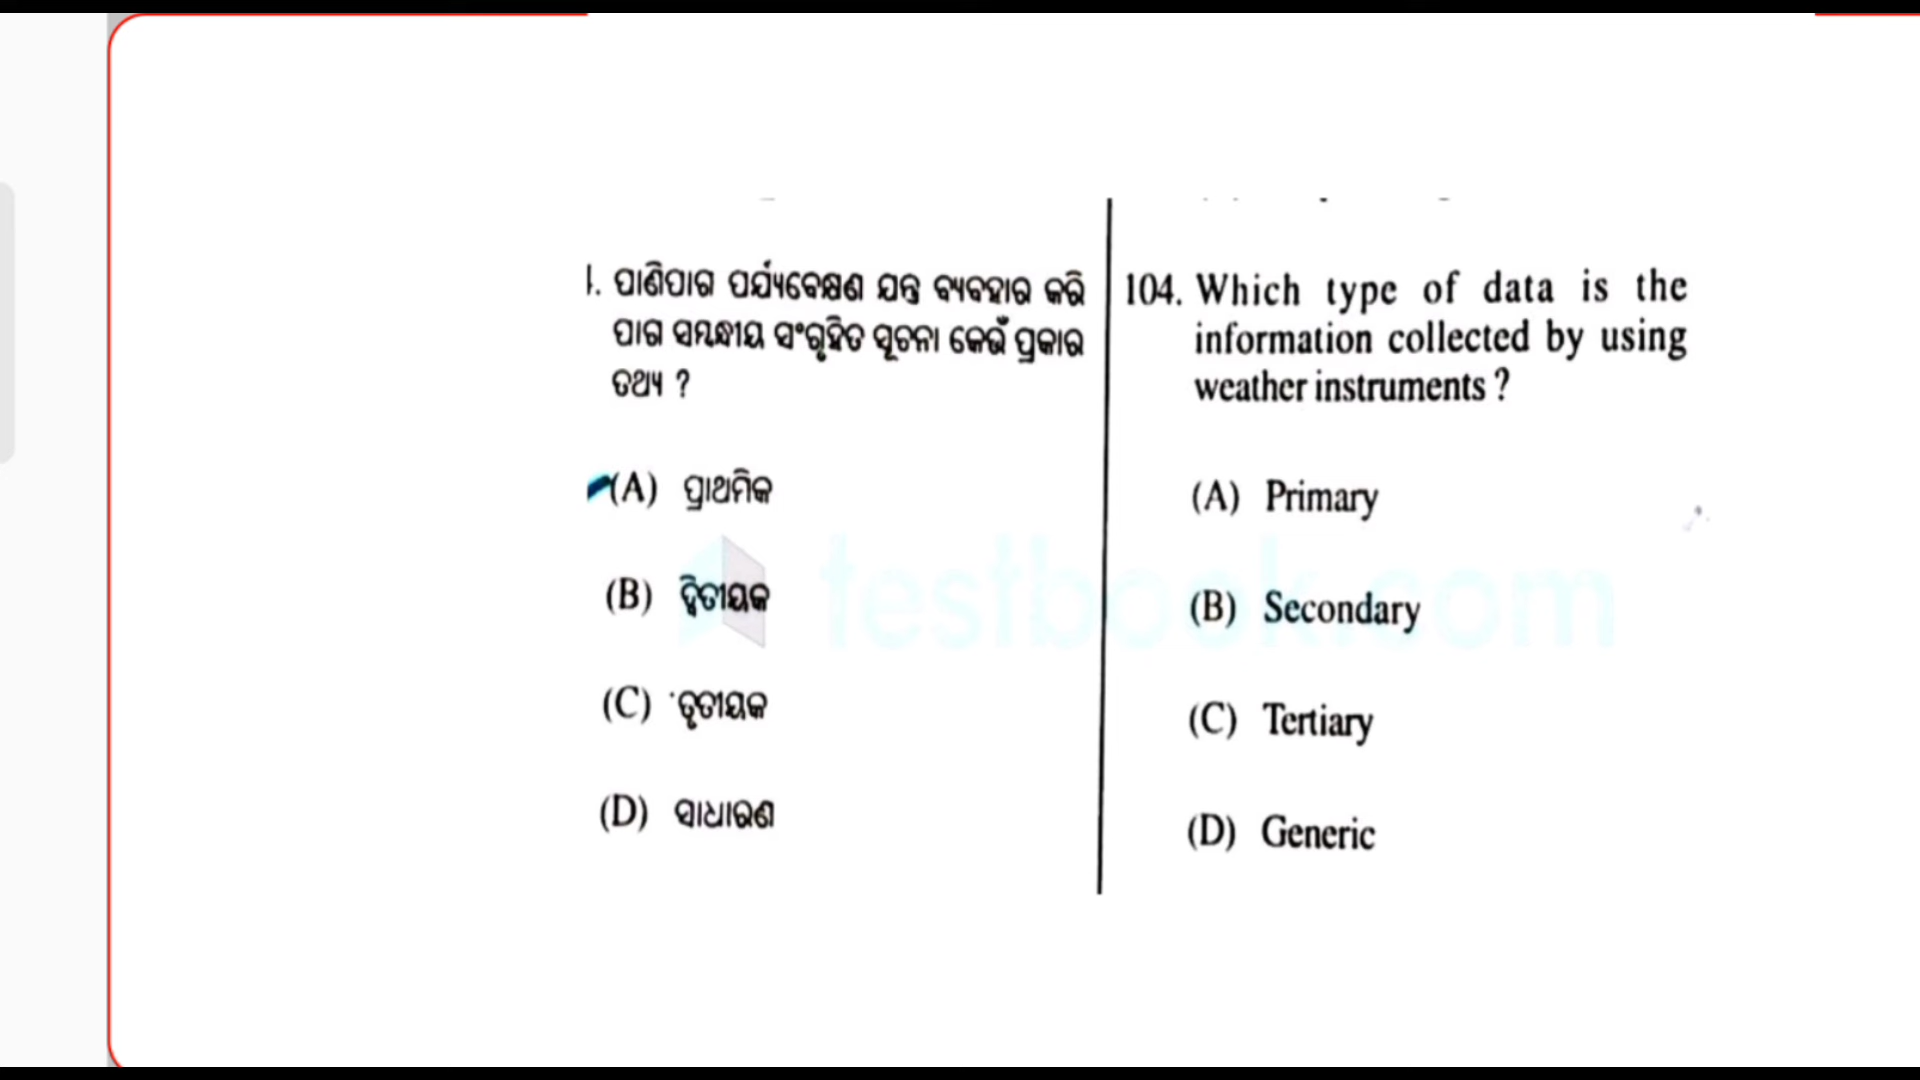 ପାଣିପାଗ ପର୍ଯ୍ୟବେକ୍ଷଣ ଯନ୍ତ୍ର ବ୍ୟବହାର କରି
ପାଗ ସମ୍ବନ୍ଧୀୟ ସଂଗୃହିତ ସୂଚନା କେଉଁ ପ୍ରକାର
ତଥ୍ୟ ?
(A) ପ୍ରାଥମିକ
(B) ଦ୍ୱିତୀୟକ
(C) ତୃତୀୟକ
(D) ସାଧାରଣ
104. Which type of data is the
information collected by using
weather instruments ?
(A) Primary
(B) Secondary
(C) Tertiary
(D) Generic
testbook.com